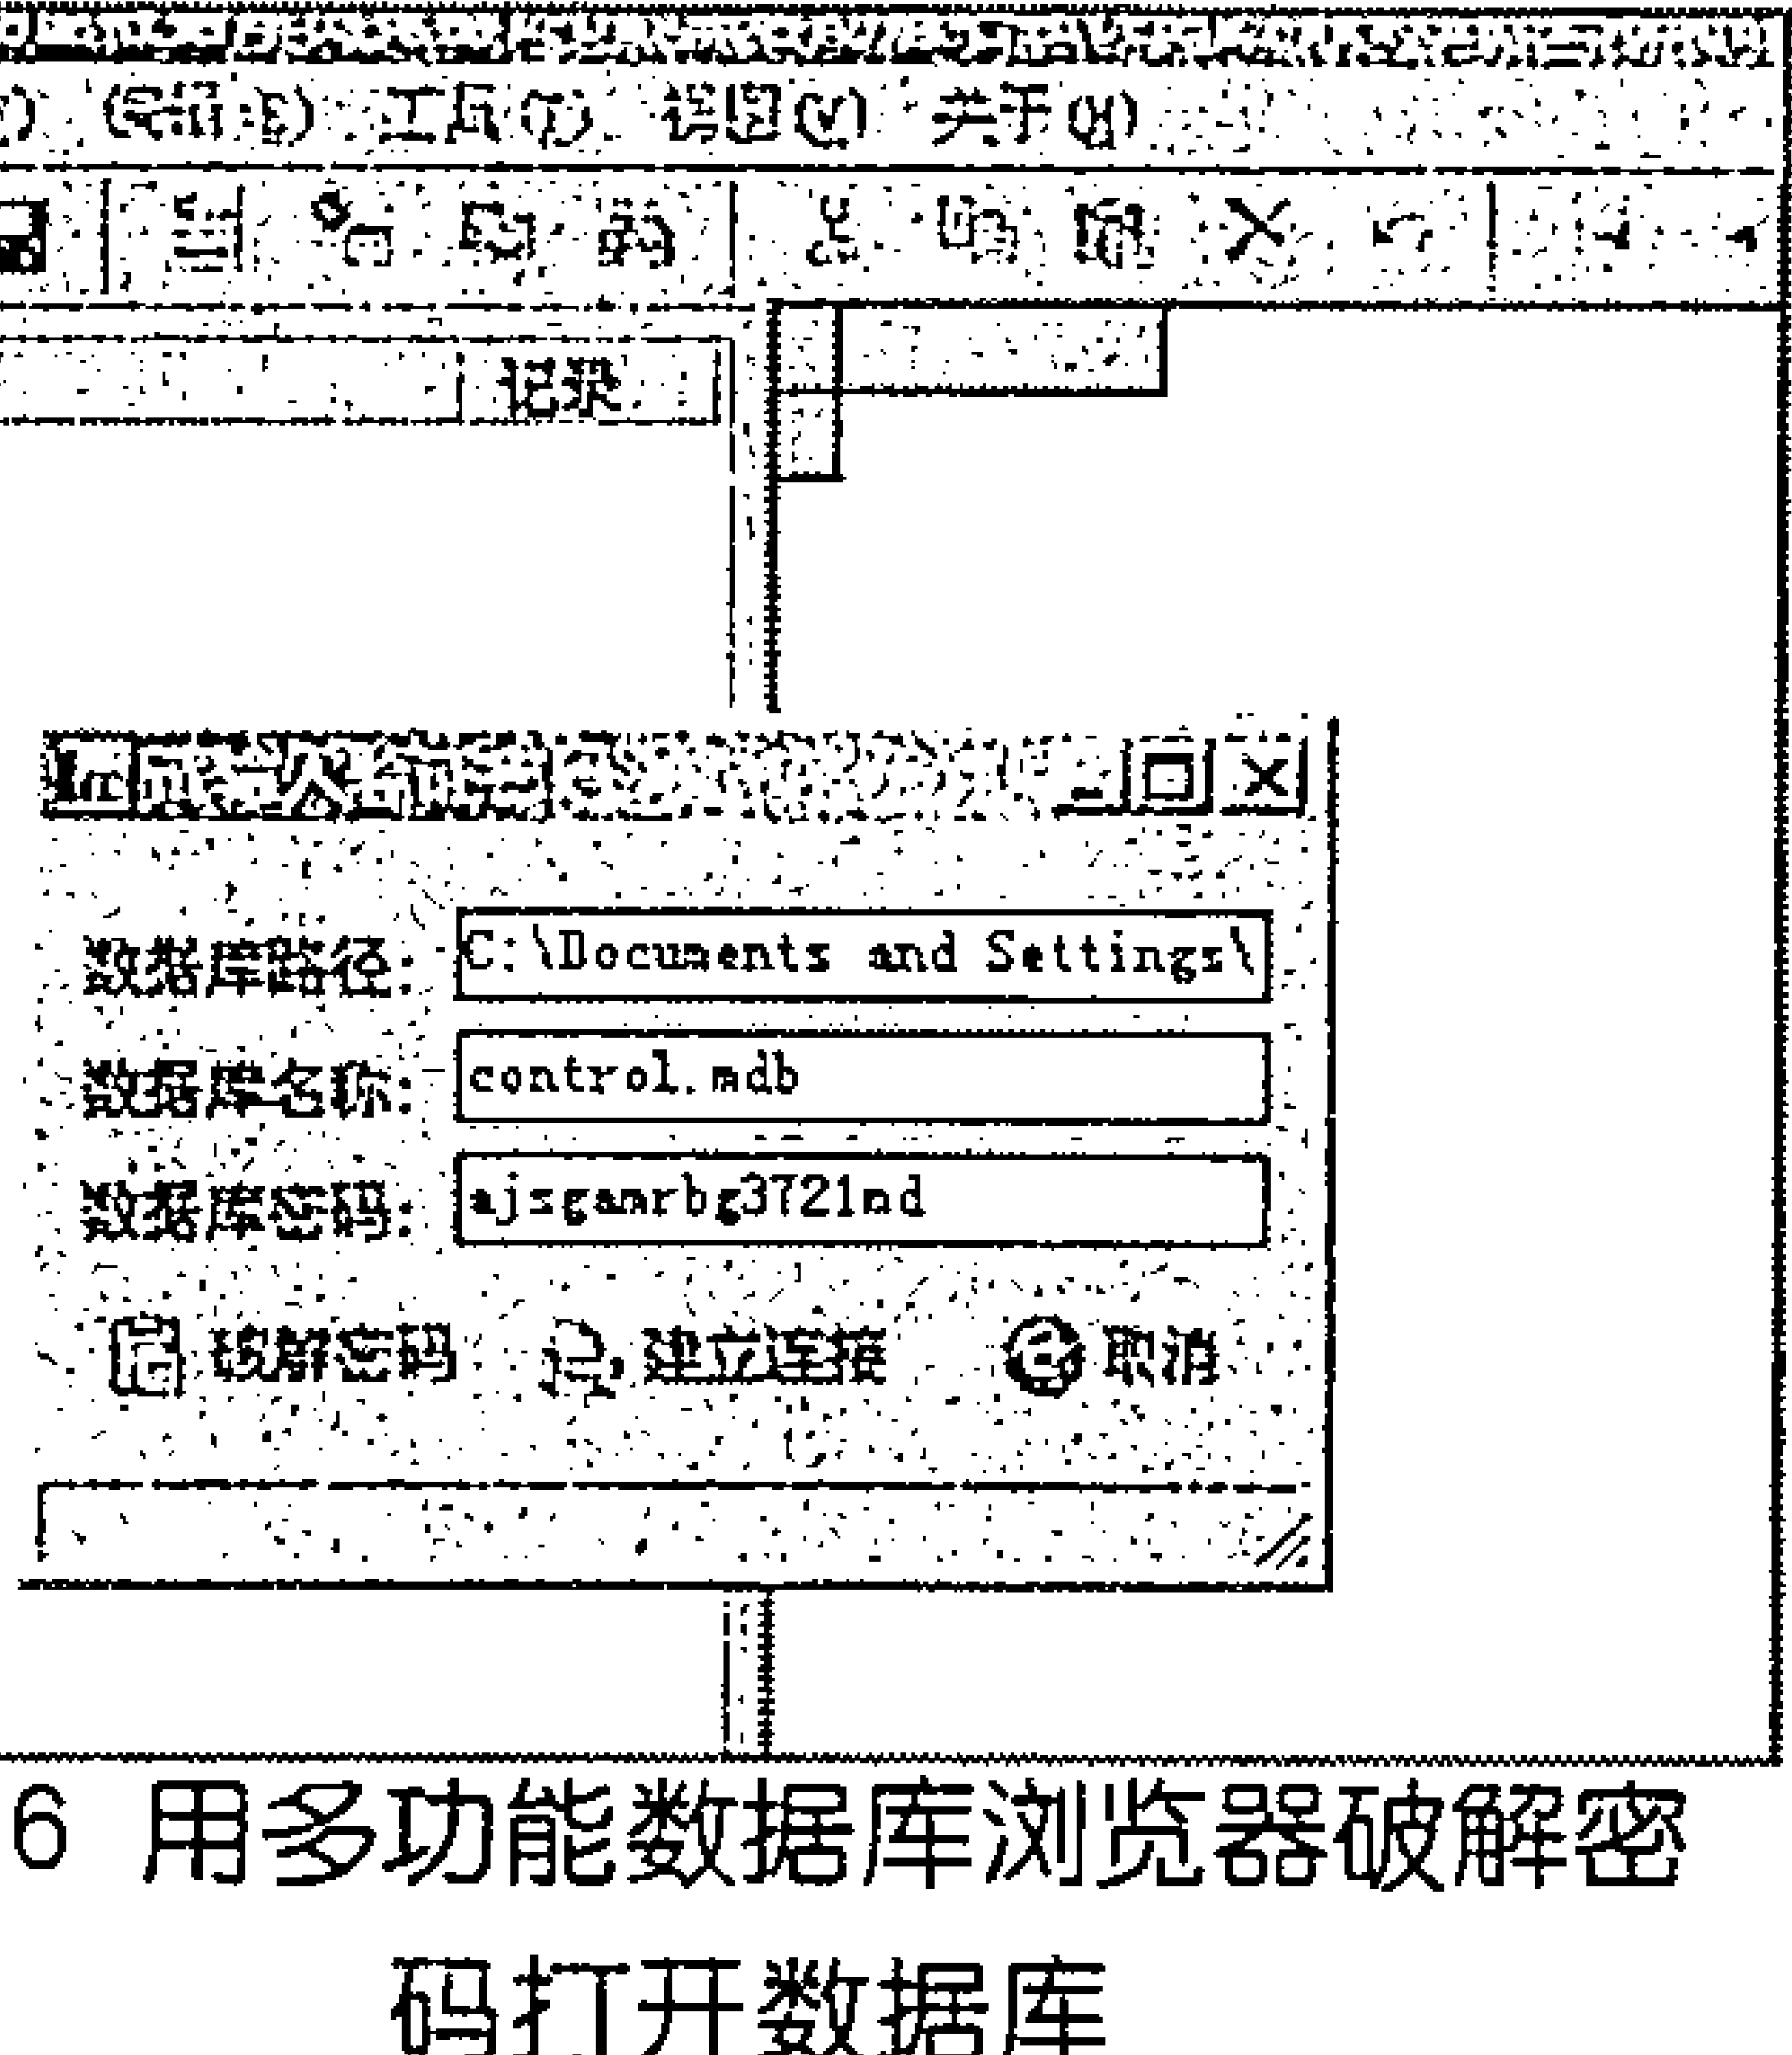 工具(T) 视图(V) 关于(H)
记录
数据库路径: C:\Documents and Settings\
数据库名称: control.mdb
数据库密码: ajsgamrbg3721nd
破解密码 建立连接 取消
6 用多功能数据库浏览器破解密
码打开数据库